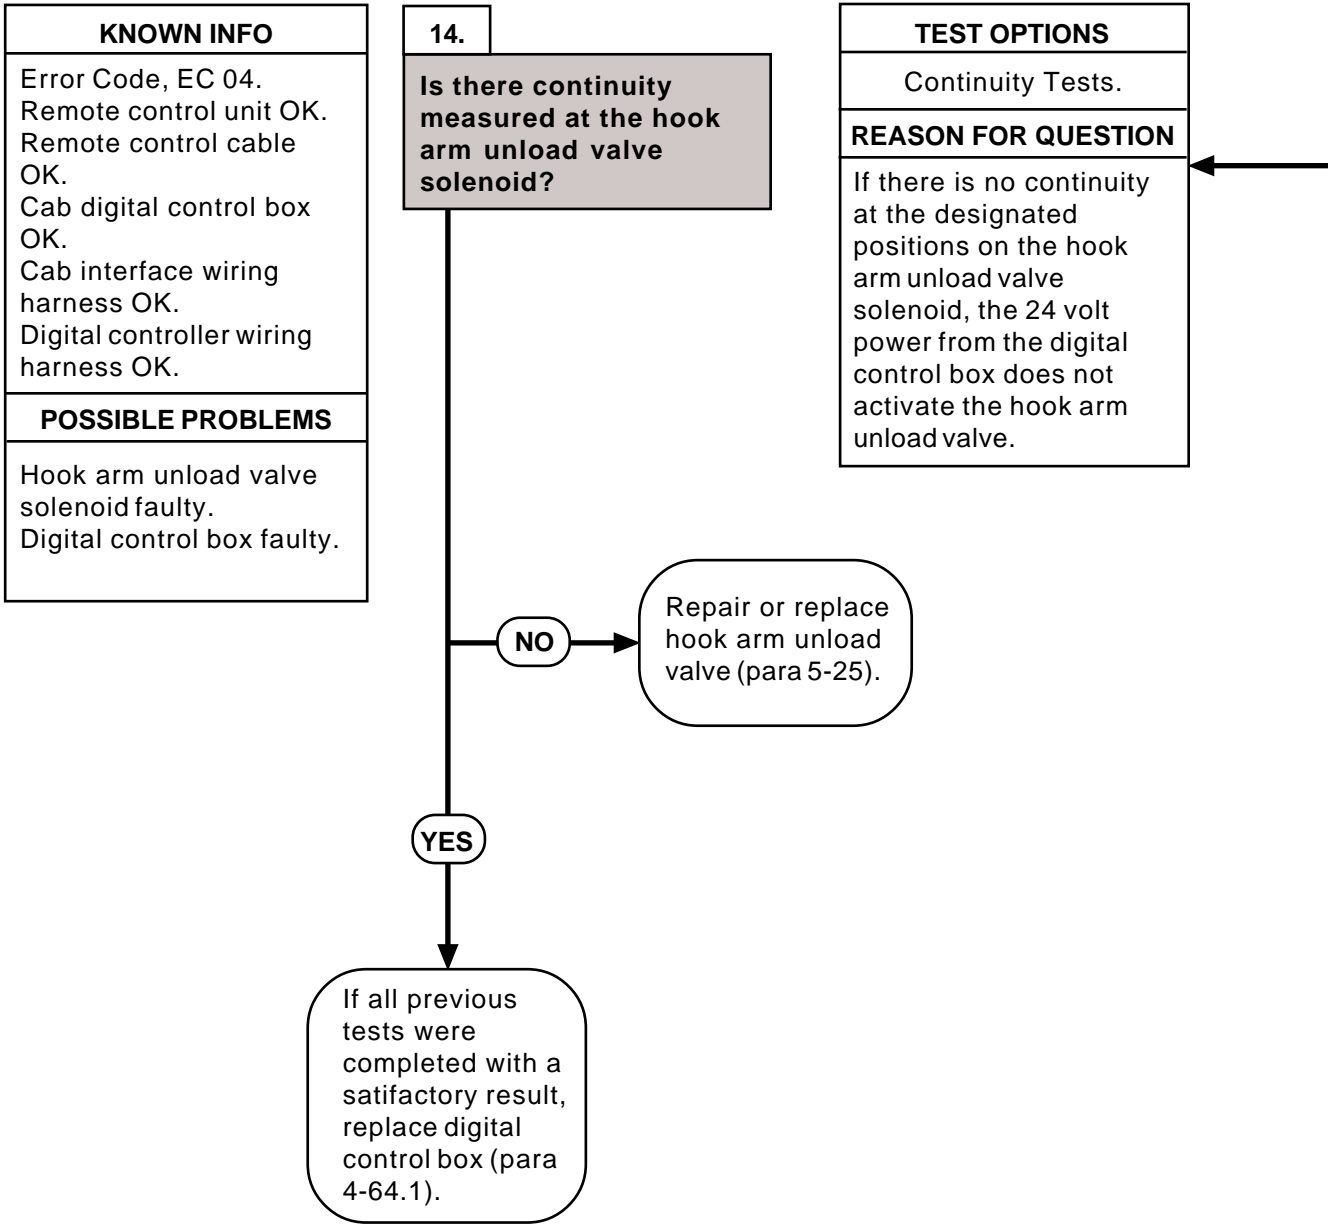 KNOWN INFO
Error Code, EC 04.
Remote control unit OK.
Remote control cable
OK.
Cab digital control box
OK.
Cab interface wiring
harness OK.
Digital controller wiring
harness OK.
POSSIBLE PROBLEMS
Hook arm unload valve
solenoid faulty.
Digital control box faulty.
14.
Is there continuity
measured at the hook
arm unload valve
solenoid?
TEST OPTIONS
Continuity Tests.
REASON FOR QUESTION
If there is no continuity
at the designated
positions on the hook
arm unload valve
solenoid, the 24 volt
power from the digital
control box does not
activate the hook arm
unload valve.
NO
Repair or replace
hook arm unload
valve (para 5-25).
YES
If all previous
tests were
completed with a
satifactory result,
replace digital
control box (para
4-64.1).